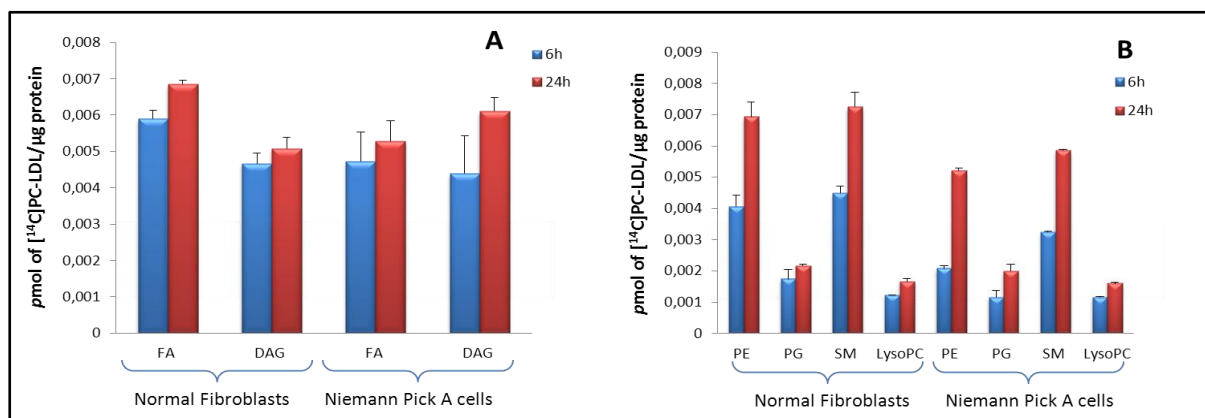 A
6h
24h
pmol of [¹⁴C]PC-LDL/µg protein
0,008
0,007
0,006
0,005
0,004
0,003
0,002
0,001
0
FA DAG FA DAG
Normal Fibroblasts Niemann Pick A cells
B
6h
24h
pmol of [¹⁴C]PC-LDL/µg protein
0,009
0,008
0,007
0,006
0,005
0,004
0,003
0,002
0,001
0
PE PG SM LysoPC PE PG SM LysoPC
Normal Fibroblasts Niemann Pick A cells